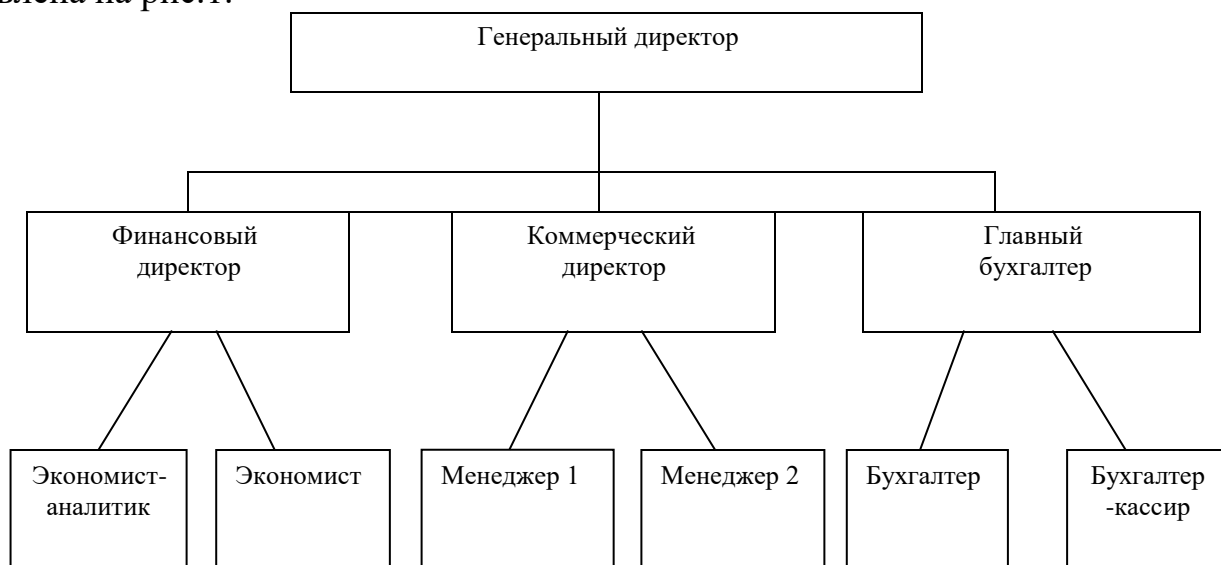 на рис.1.
Генеральный директор
Финансовый
директор
Коммерческий
директор
Главный
бухгалтер
Экономист-
аналитик
Экономист
Менеджер 1
Менеджер 2
Бухгалтер
Бухгалтер
-кассир